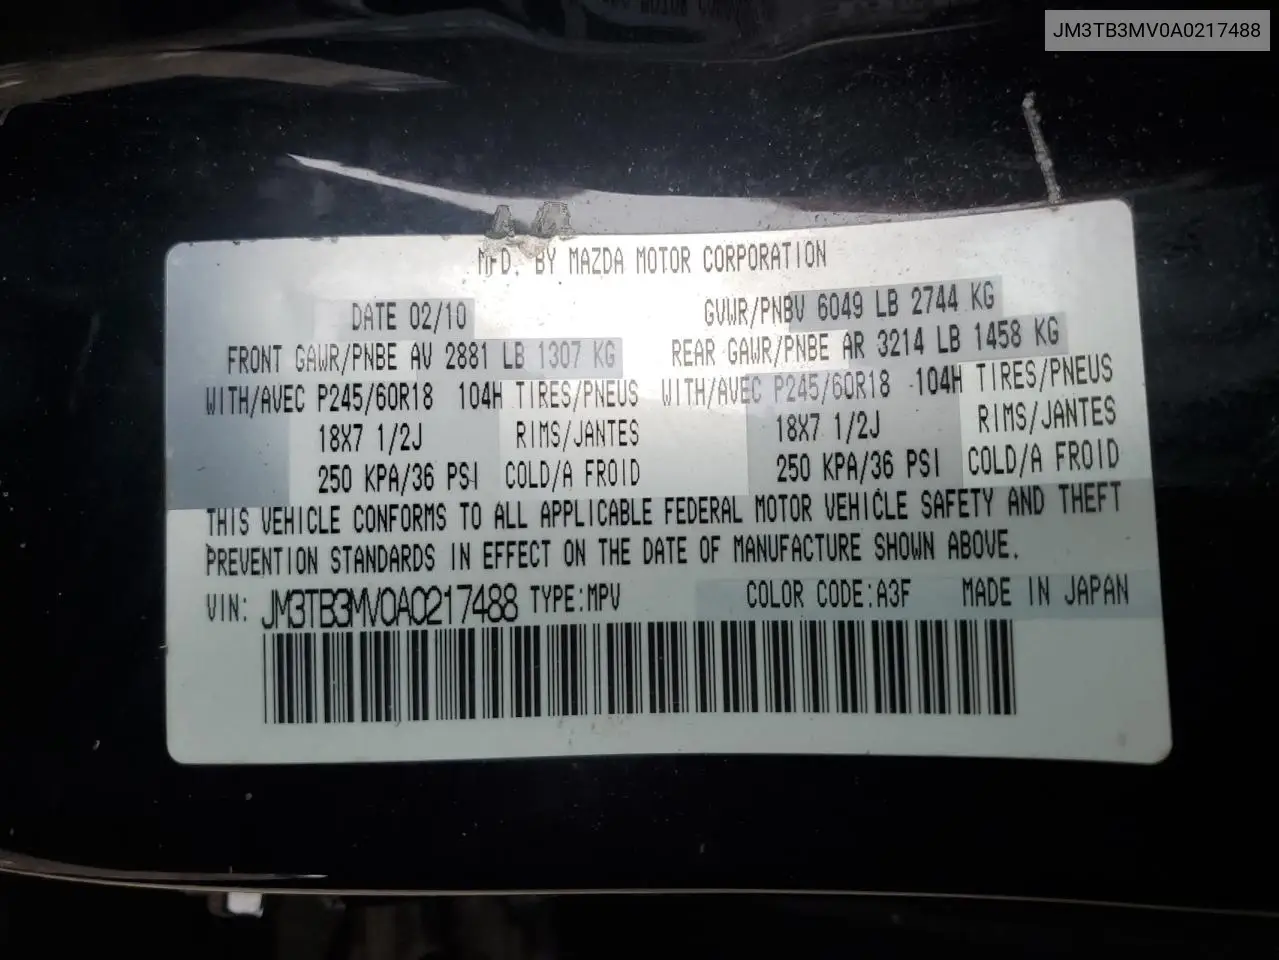 JM3TB3MV0A0217488
MFD. BY MAZDA MOTOR CORPORATION
DATE 02/10 GVWR/PNBV 6049 LB 2744 KG
FRONT GAWR/PNBE AV 2881 LB 1307 KG REAR GAWR/PNBE AR 3214 LB 1458 KG
WITH/AVEC P245/60R18 104H TIRES/PNEUS WITH/AVEC P245/60R18 104H TIRES/PNEUS
18X7 1/2J RIMS/JANTES 18X7 1/2J RIMS/JANTES
250 KPA/36 PSI COLD/A FROID 250 KPA/36 PSI COLD/A FROID
THIS VEHICLE CONFORMS TO ALL APPLICABLE FEDERAL MOTOR VEHICLE SAFETY AND THEFT
PREVENTION STANDARDS IN EFFECT ON THE DATE OF MANUFACTURE SHOWN ABOVE.
VIN: JM3TB3MV0A0217488 TYPE:MPV COLOR CODE:A3F MADE IN JAPAN